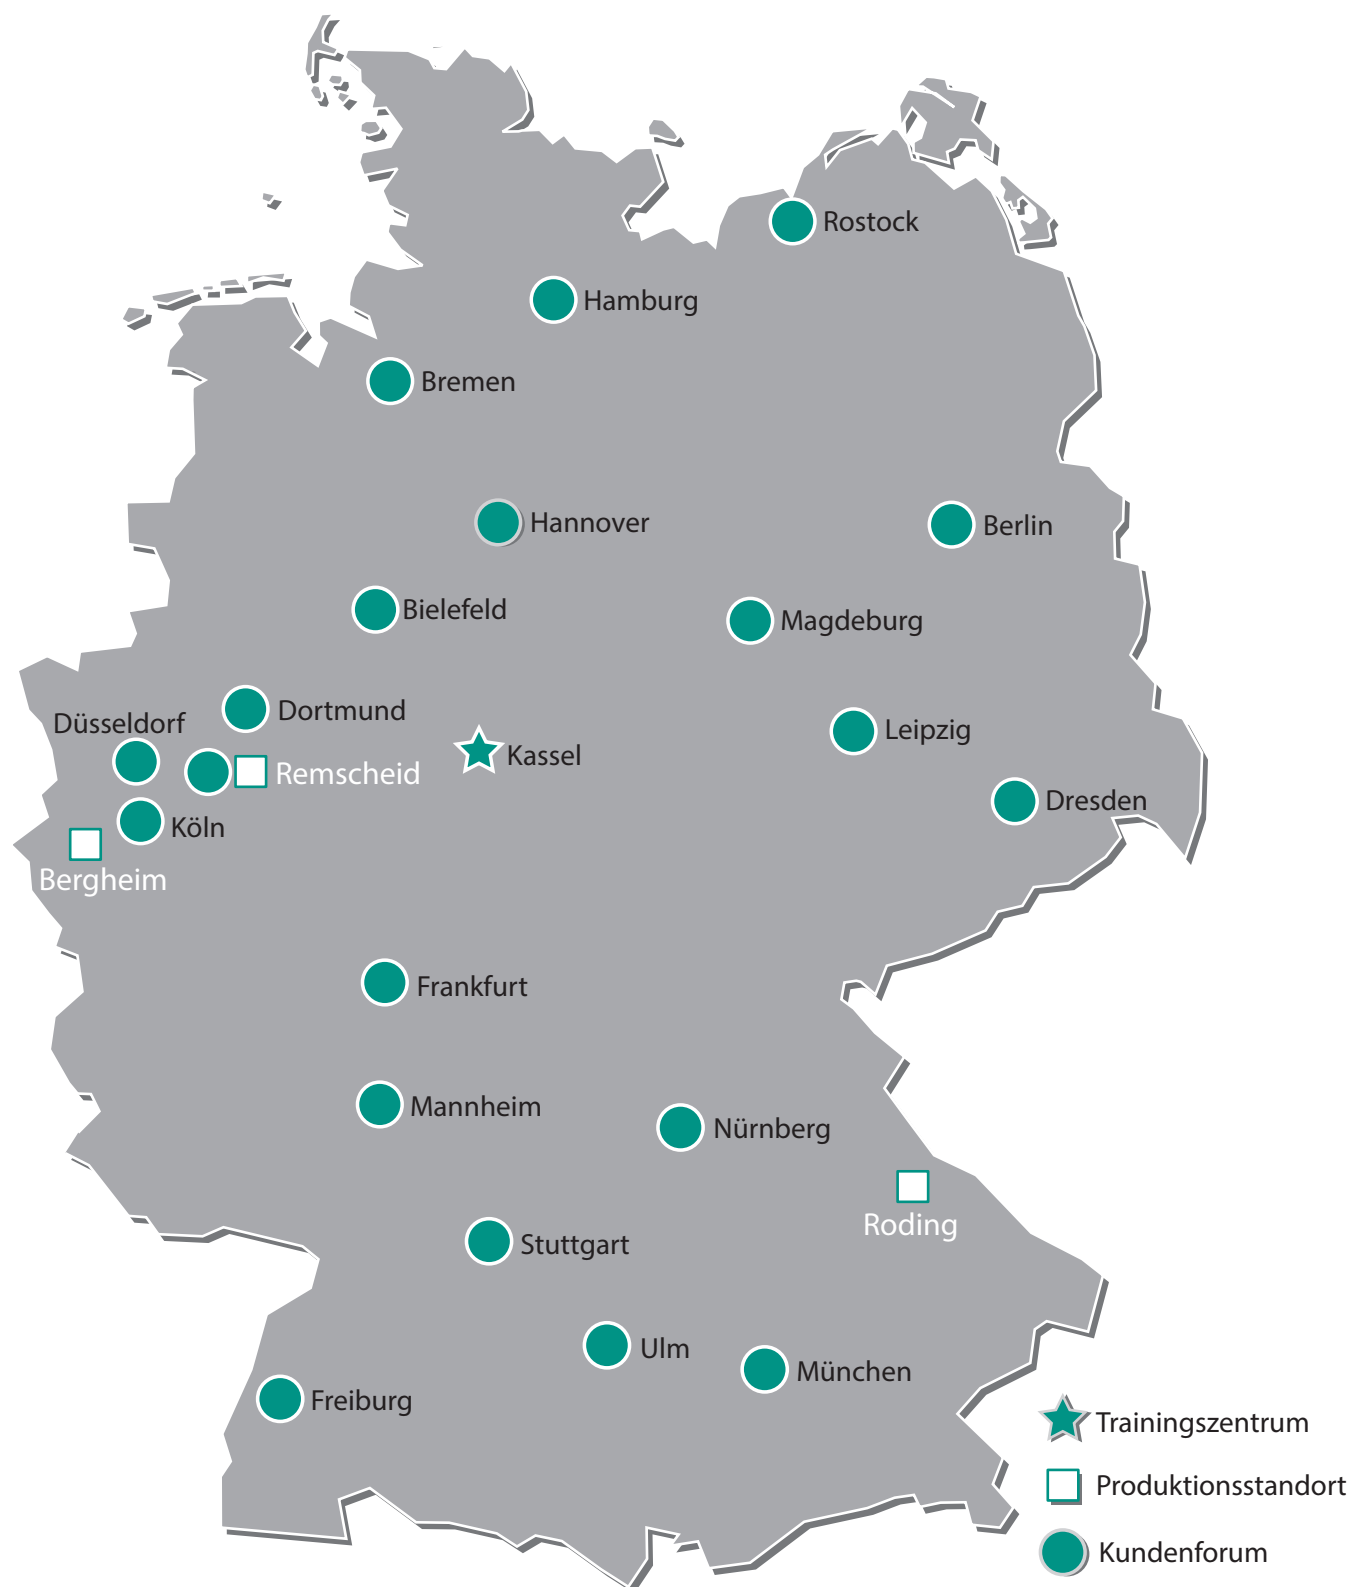 Rostock
Hamburg
Bremen
Hannover
Berlin
Bielefeld
Magdeburg
Dortmund
Düsseldorf
Leipzig
Kassel
Remscheid
Dresden
Köln
Bergheim
Frankfurt
Mannheim
Nürnberg
Roding
Stuttgart
Ulm
München
Freiburg
Trainingszentrum
Produktionsstandort
Kundenforum